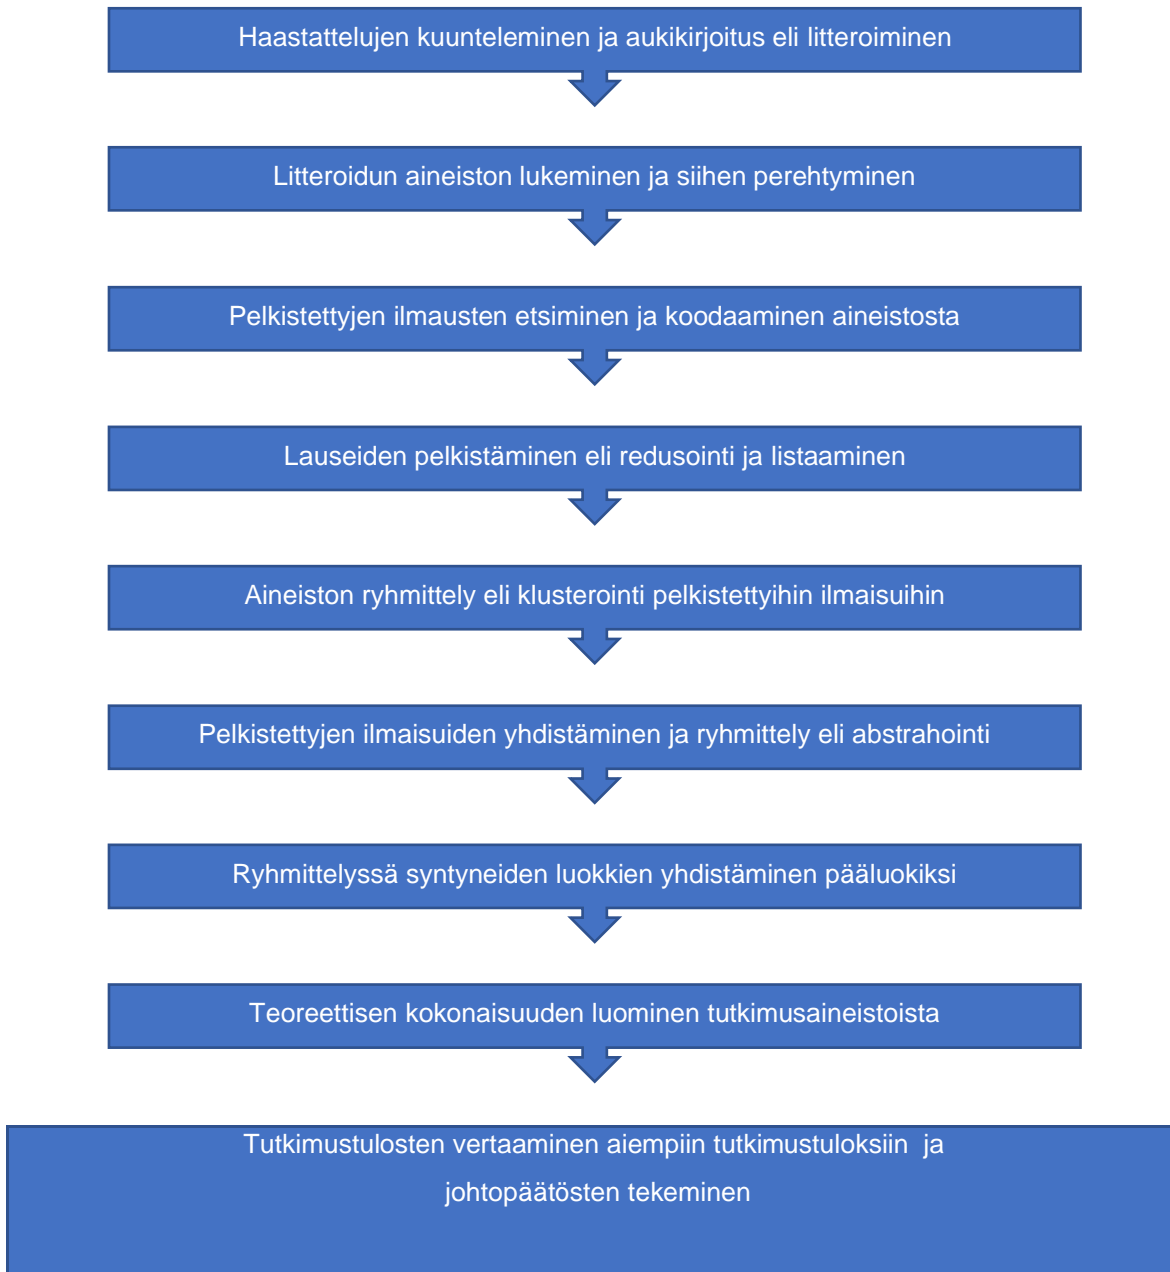 Haastattelujen kuunteleminen ja aukikirjoitus eli litteroiminen
Litteroidun aineiston lukeminen ja siihen perehtyminen
Pelkistettyjen ilmausten etsiminen ja koodaaminen aineistosta
Lauseiden pelkistäminen eli redusointi ja listaaminen
Aineiston ryhmittely eli klusterointi pelkistettyihin ilmaisuihin
Pelkistettyjen ilmaisuiden yhdistäminen ja ryhmittely eli abstrahointi
Ryhmittelyssä syntyneiden luokkien yhdistäminen pääluokiksi
Teoreettisen kokonaisuuden luominen tutkimusaineistoista
Tutkimustulosten vertaaminen aiempiin tutkimustuloksiin ja
johtopäätösten tekeminen